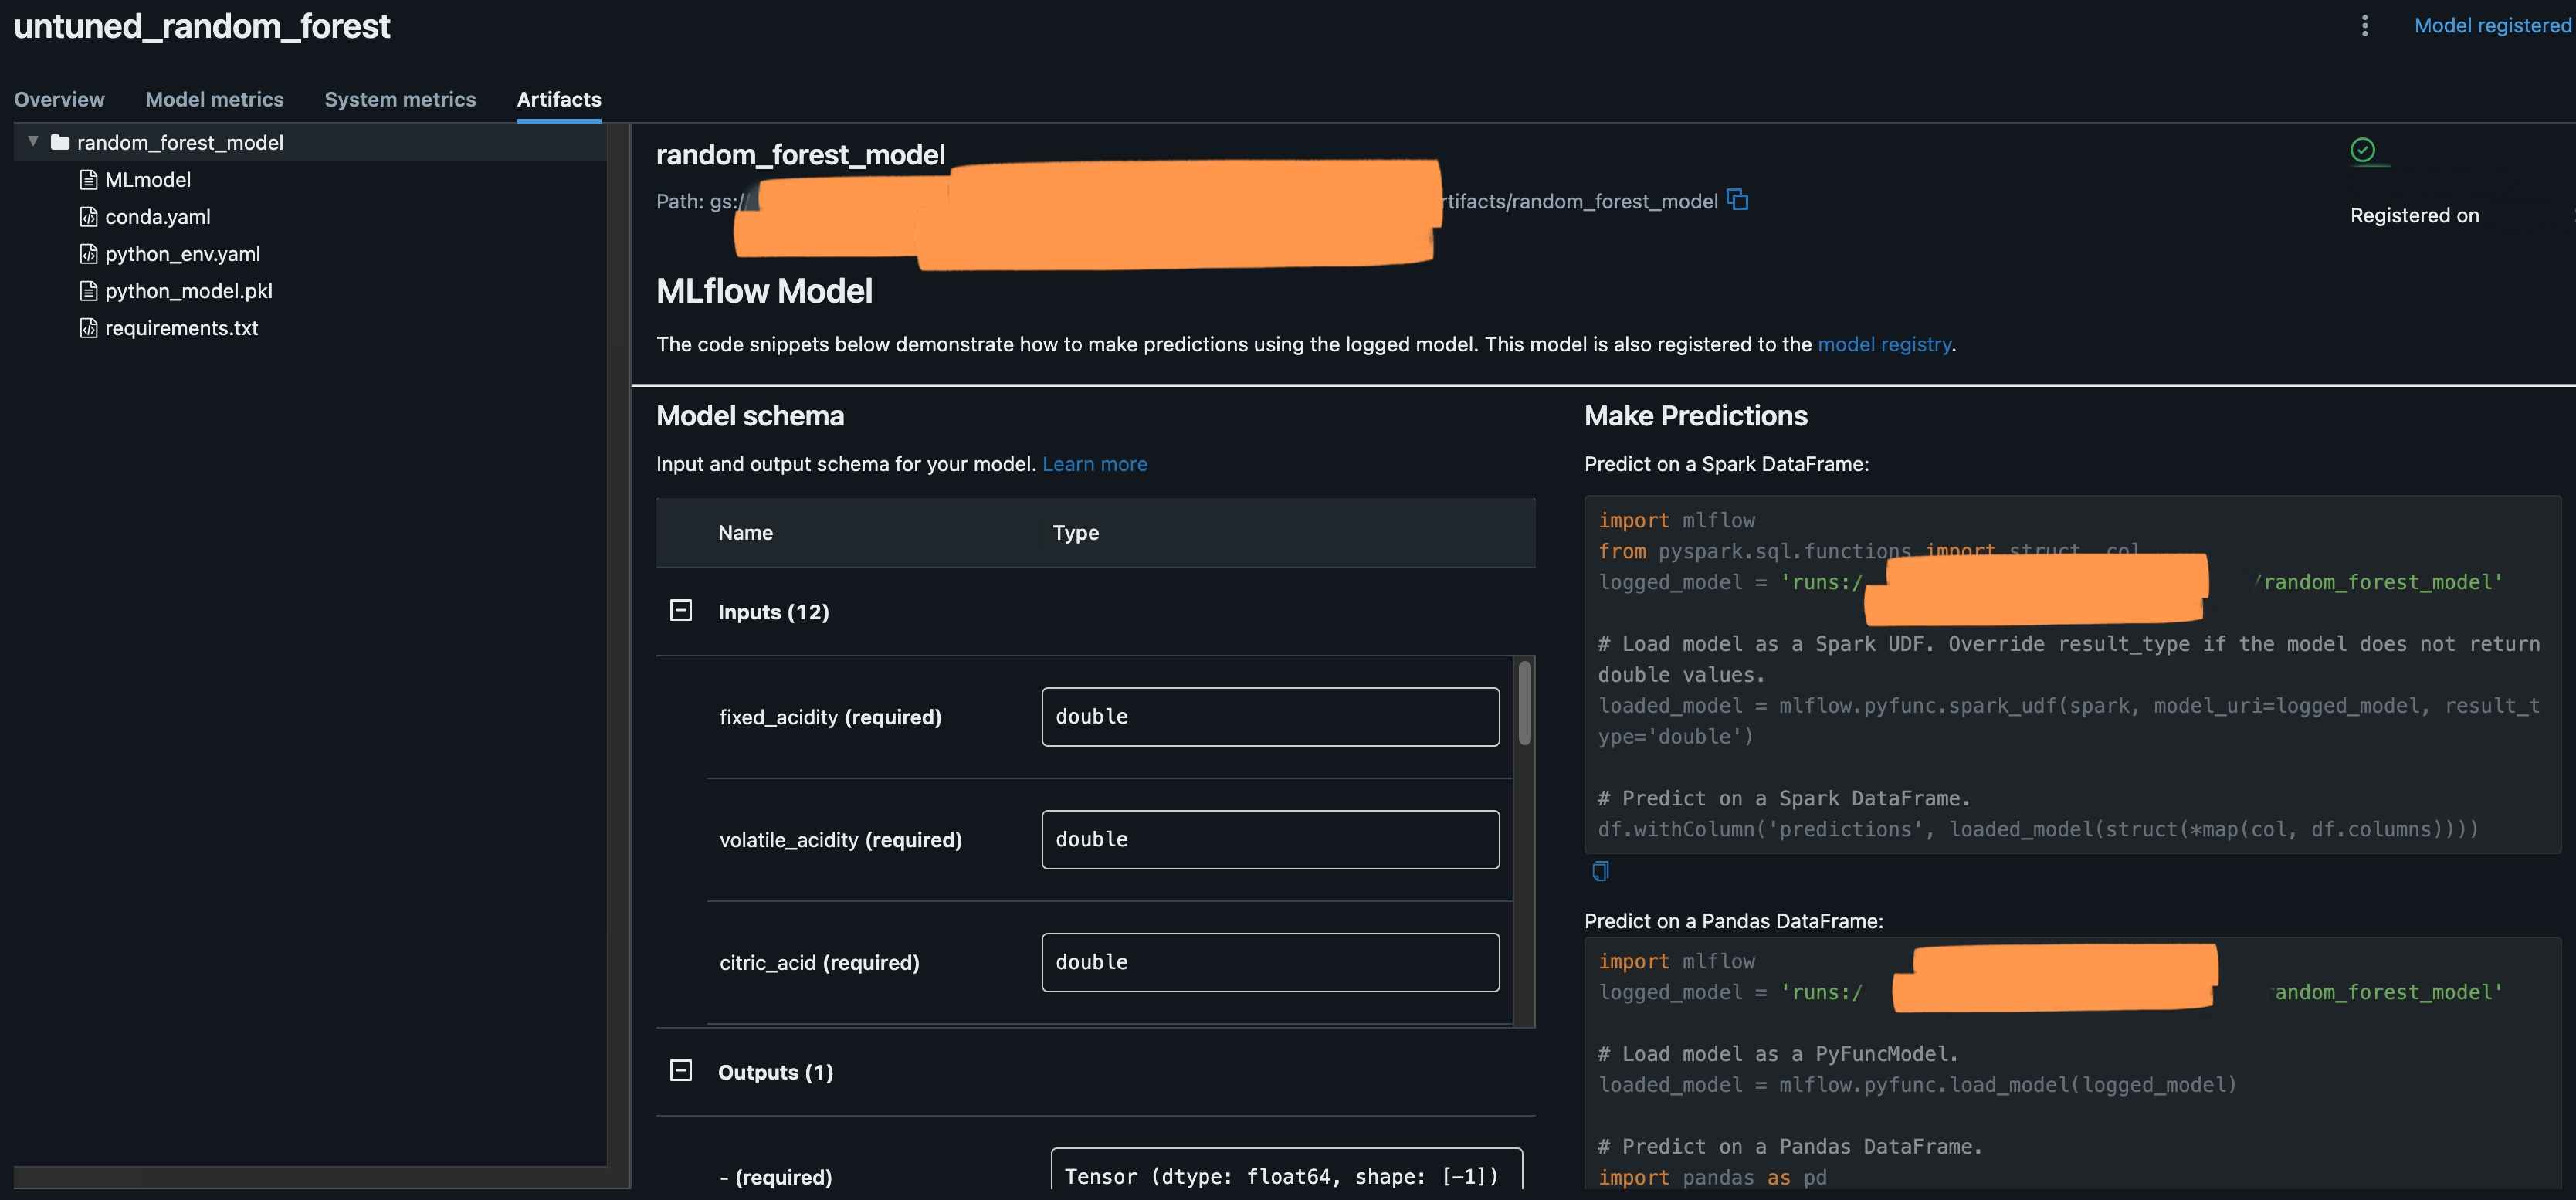 untuned_random_forest
Model registered
Overview Model metrics System metrics Artifacts
random_forest_model
MLmodel
conda.yaml
python_env.yaml
python_model.pkl
requirements.txt
random_forest_model
Path: gs:/ rtifacts/random_forest_model
Registered on
MLflow Model
The code snippets below demonstrate how to make predictions using the logged model. This model is also registered to the model registry.
Model schema
Input and output schema for your model. Learn more
Name Type
Inputs (12)
fixed_acidity (required) double
volatile_acidity (required) double
citric_acid (required) double
Outputs (1)
- (required) Tensor (dtype: float64, shape: [-1])
Make Predictions
Predict on a Spark DataFrame:
import mlflow
from pyspark.sql.functions import struct, col
logged_model = 'runs:/ /random_forest_model'
# Load model as a Spark UDF. Override result_type if the model does not return
double values.
loaded_model = mlflow.pyfunc.spark_udf(spark, model_uri=logged_model, result_t
ype='double')
# Predict on a Spark DataFrame.
df.withColumn('predictions', loaded_model(struct(*map(col, df.columns))))
Predict on a Pandas DataFrame:
import mlflow
logged_model = 'runs:/ andom_forest_model'
# Load model as a PyFuncModel.
loaded_model = mlflow.pyfunc.load_model(logged_model)
# Predict on a Pandas DataFrame.
import pandas as pd